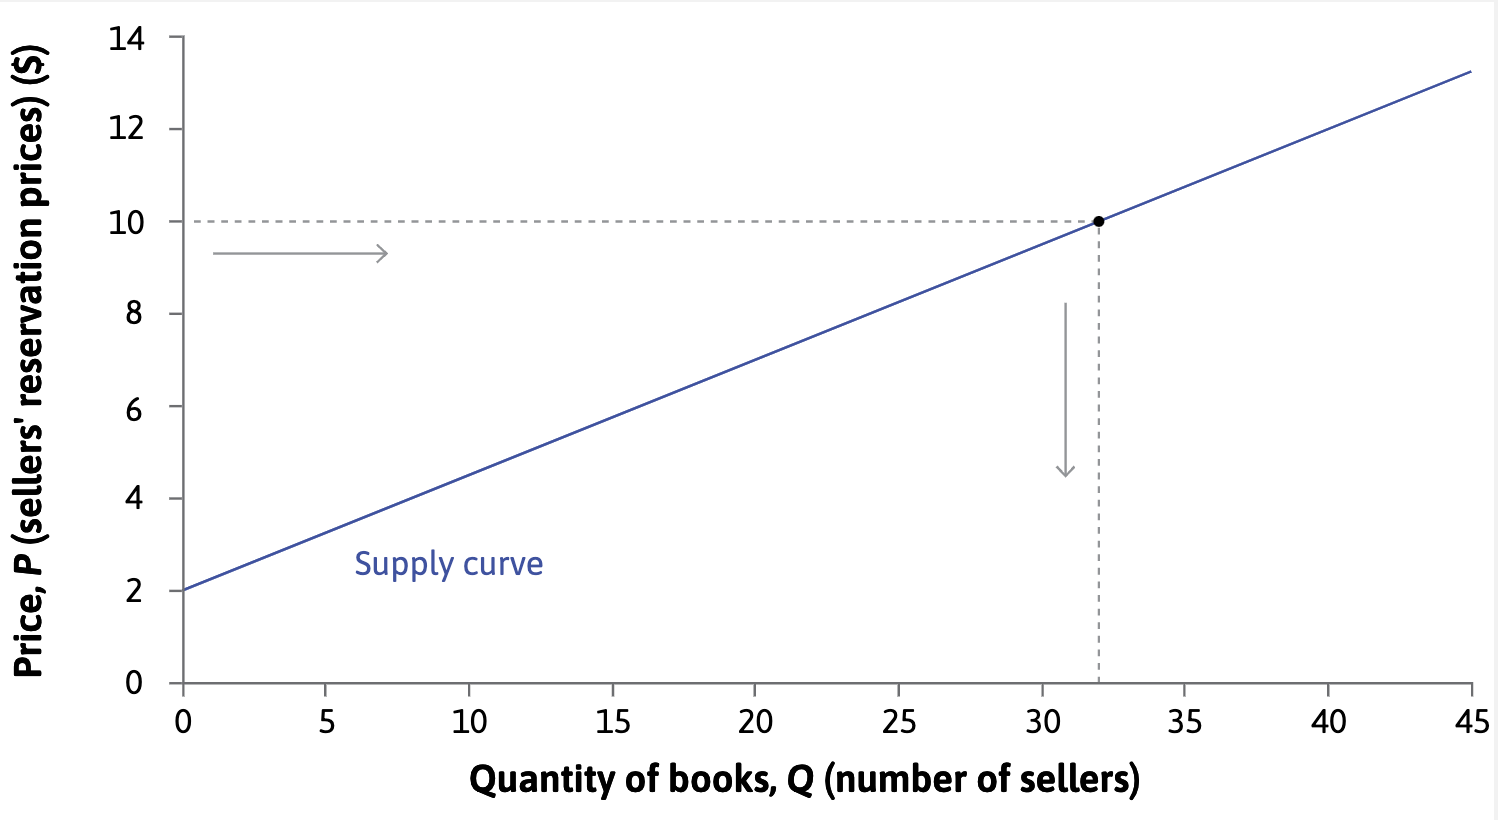 Price, P (sellers' reservation prices) ($)
14
12
10
8
6
4
2
0
Supply curve
0 5 10 15 20 25 30 35 40 45
Quantity of books, Q (number of sellers)